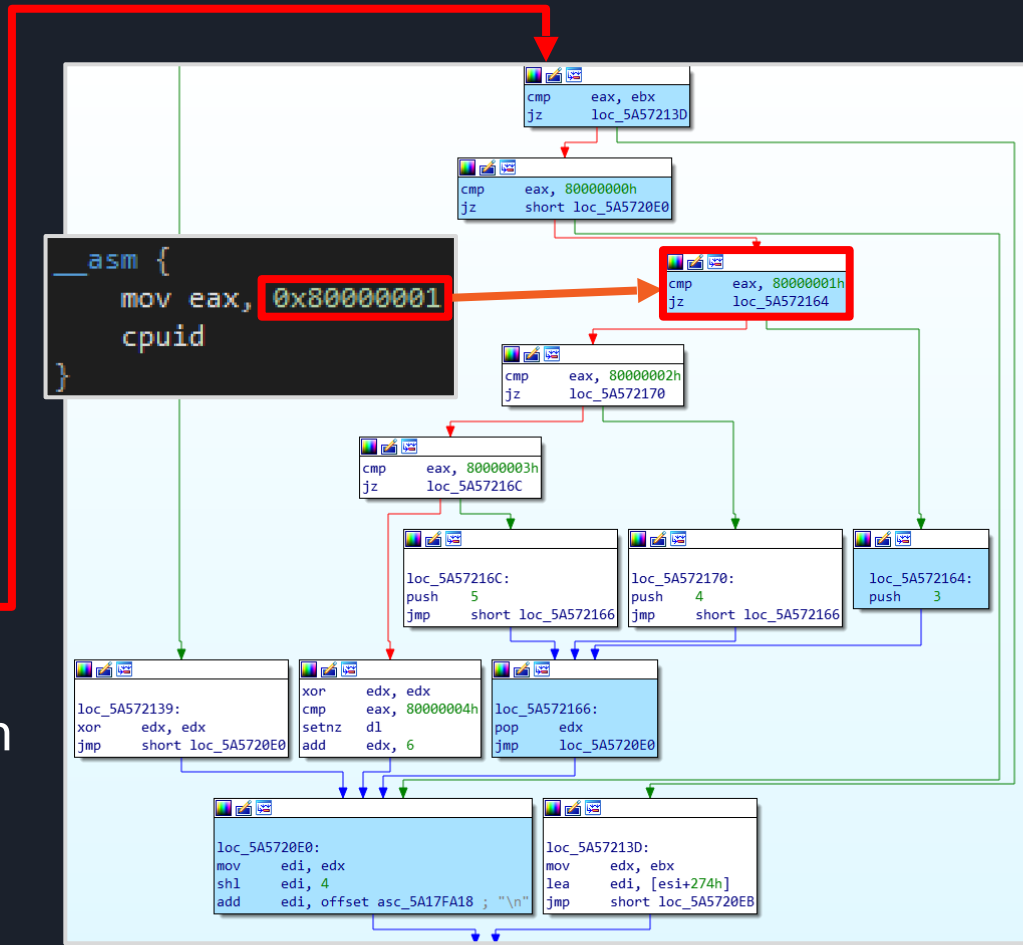 cmp eax, ebx
jz loc_5A57213D
cmp eax, 80000000h
jz short loc_5A5720E0
__asm {
mov eax, 0x80000001
cpuid
}
cmp eax, 80000001h
jz loc_572164
cmp eax, 80000002h
jz loc_5A572170
cmp eax, 80000003h
jz loc_5A57216C
loc_5A57216C:
push 5
jmp short loc_5A572166
loc_5A572170:
push 4
jmp short loc_5A572166
loc_5A572164:
push 3
n
loc_5A572139:
xor edx, edx
jmp short loc_5A5720E0
xor edx, edx
cmp eax, 80000004h
setnz dl
add edx, 6
loc_5A572166:
pop edx
jmp loc_5A5720E0
loc_5A5720E0:
mov edi, edx
shl edi, 4
add edi, offset asc_5A17FA18 ; "\n"
loc_5A57213D:
mov edx, ebx
lea edi, [esi+274h]
jmp short loc_5A5720EB